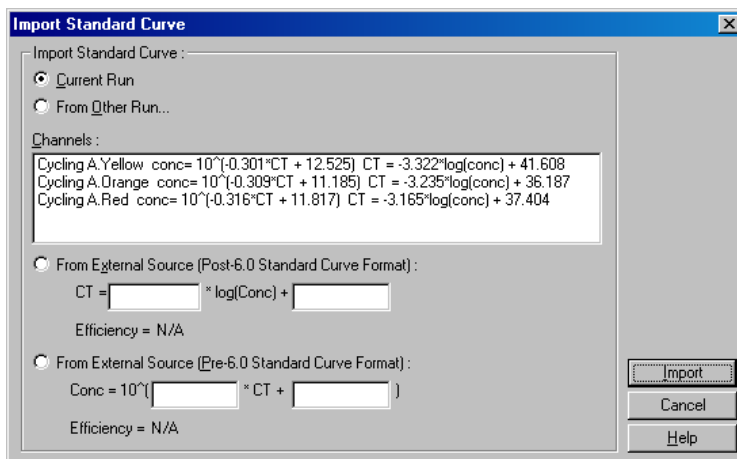 Import Standard Curve
Import Standard Curve :
Current Run
From Other Run...
Channels :
Cycling A.Yellow conc= 10^(-0.301*CT + 12.525) CT = -3.322*log(conc) + 41.608
Cycling A.Orange conc= 10^(-0.309*CT + 11.185) CT = -3.235*log(conc) + 36.187
Cycling A.Red conc= 10^(-0.316*CT + 11.817) CT = -3.165*log(conc) + 37.404
From External Source (Post-6.0 Standard Curve Format) :
CT = * log(Conc) +
Efficiency = N/A
From External Source (Pre-6.0 Standard Curve Format) :
Conc = 10^( * CT + )
Efficiency = N/A
Import
Cancel
Help